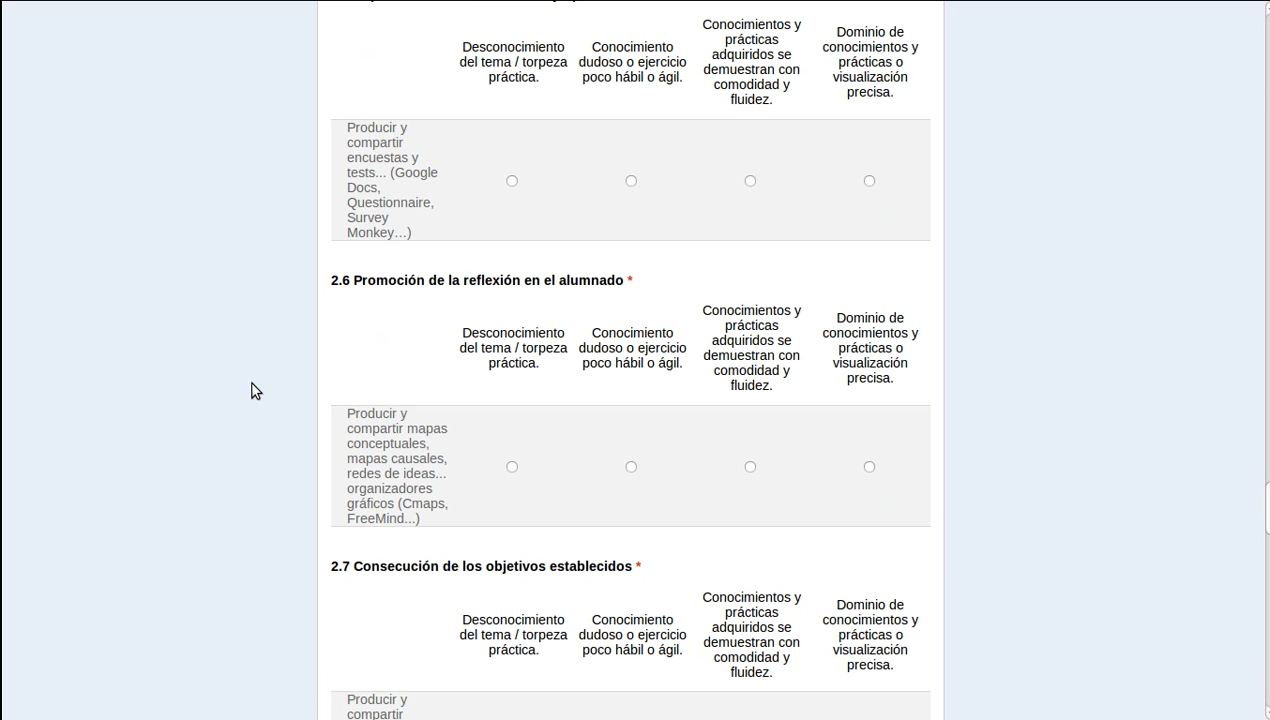 Desconocimiento
del tema / torpeza
práctica.
Conocimiento
dudoso o ejercicio
poco hábil o ágil.
Conocimientos y
prácticas
adquiridos se
demuestran con
comodidad y
fluidez.
Dominio de
conocimientos y
prácticas o
visualización
precisa.
Producir y
compartir
encuestas y
tests... (Google
Docs,
Questionnaire,
Survey
Monkey…)
2.6 Promoción de la reflexión en el alumnado *
Desconocimiento
del tema / torpeza
práctica.
Conocimiento
dudoso o ejercicio
poco hábil o ágil.
Conocimientos y
prácticas
adquiridos se
demuestran con
comodidad y
fluidez.
Dominio de
conocimientos y
prácticas o
visualización
precisa.
Producir y
compartir mapas
conceptuales,
mapas causales,
redes de ideas...
organizadores
gráficos (Cmaps,
FreeMind...)
2.7 Consecución de los objetivos establecidos *
Desconocimiento
del tema / torpeza
práctica.
Conocimiento
dudoso o ejercicio
poco hábil o ágil.
Conocimientos y
prácticas
adquiridos se
demuestran con
comodidad y
fluidez.
Dominio de
conocimientos y
prácticas o
visualización
precisa.
Producir y
compartir